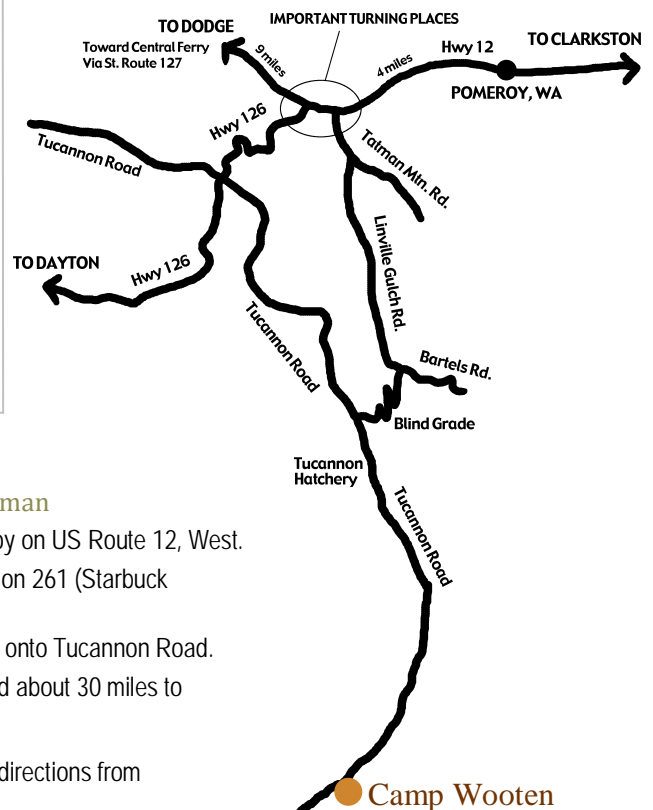 IMPORTANT TURNING PLACES
TO DODGE
Toward Central Ferry
Via St. Route 127
9 miles
4 miles
Hwy 12
TO CLARKSTON
POMEROY, WA
Hwy 126
Tatman Mtn. Rd.
Tucannon Road
Linville Gulch Rd.
TO DAYTON
Hwy 126
Tucannon Road
Bartels Rd.
Blind Grade
Tucannon
Hatchery
Tucannon Road
man
oy on US Route 12, West.
on 261 (Starbuck
onto Tucannon Road.
d about 30 miles to
directions from
Camp Wooten